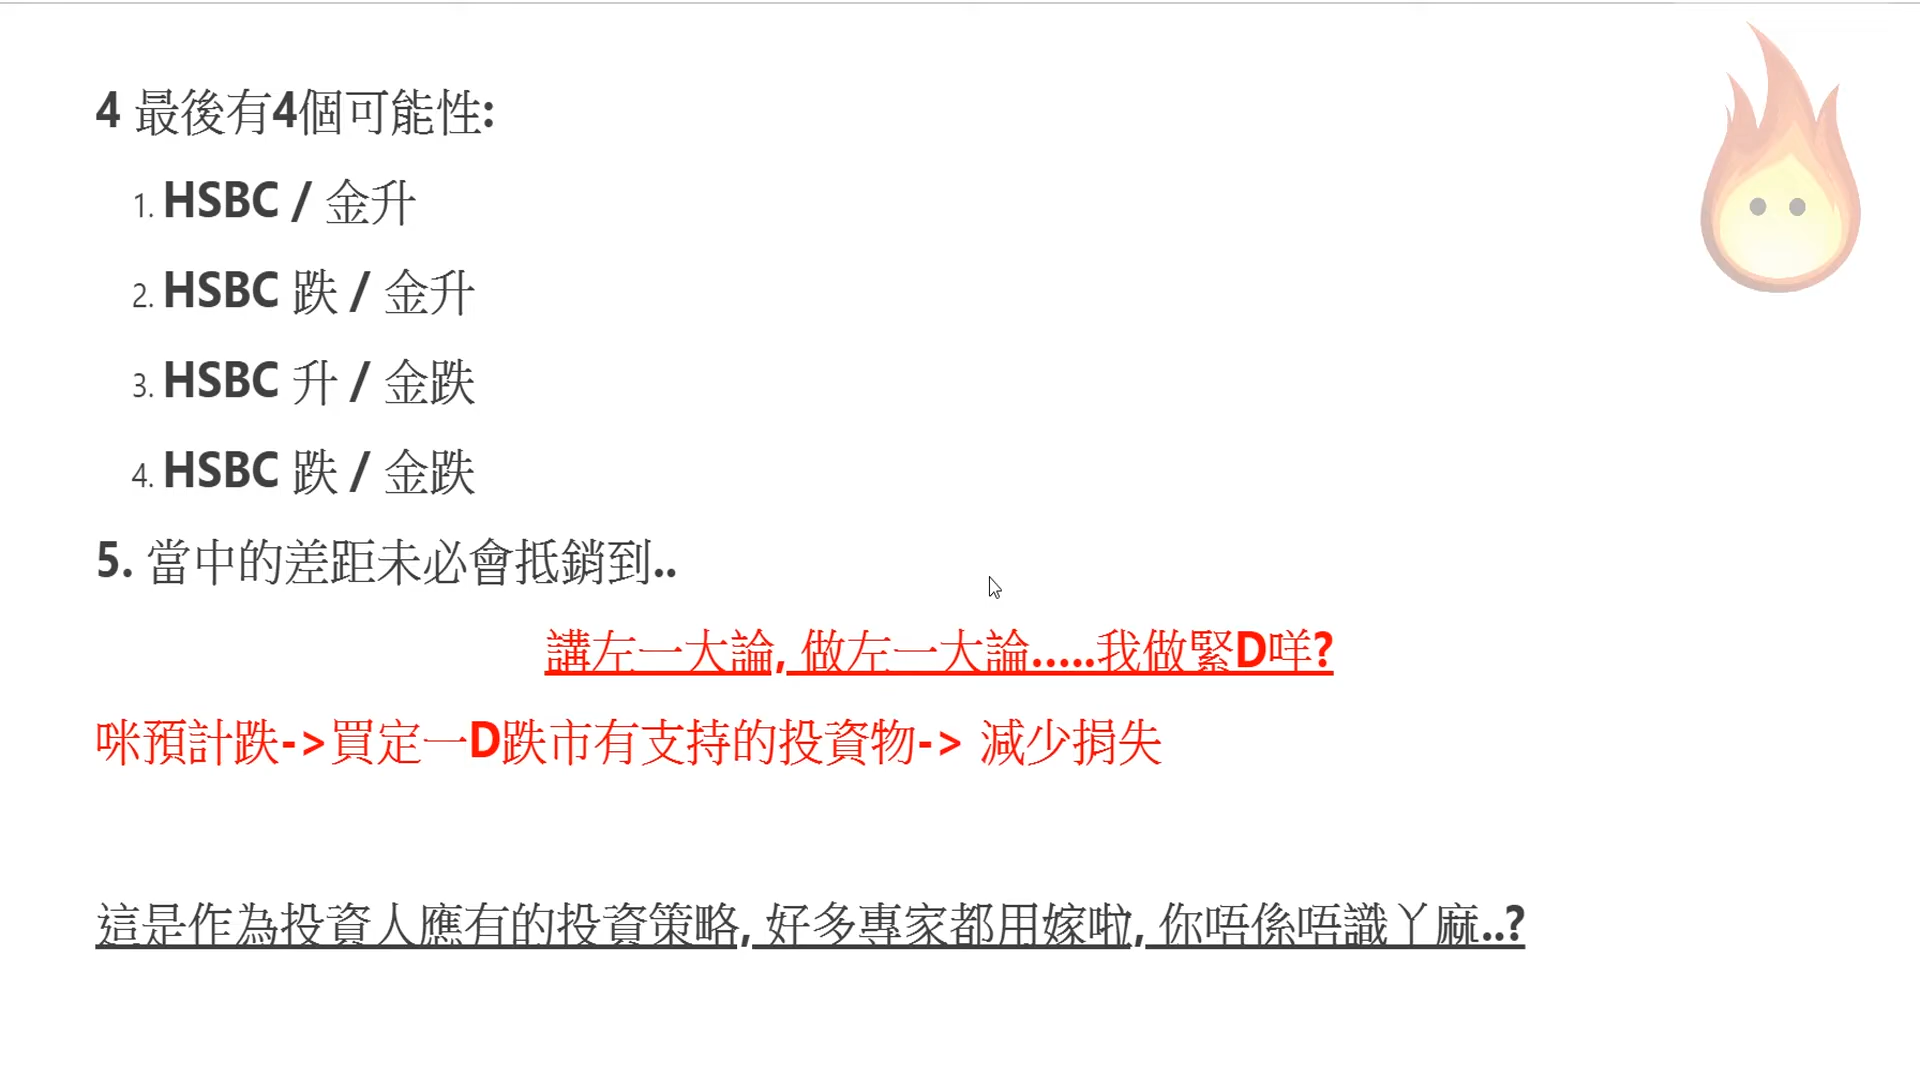 4 最後有4個可能性:
1. HSBC / 金升
2. HSBC 跌 / 金升
3. HSBC 升 / 金跌
4. HSBC 跌 / 金跌
5. 當中的差距未必會抵銷到..
講左一大論, 做左一大論.....我做緊D咩?
咪預計跌->買定一D跌市有支持的投資物-> 減少損失
這是作為投資人應有的投資策略, 好多專家都用嫁啦, 你唔係唔識丫麻..?